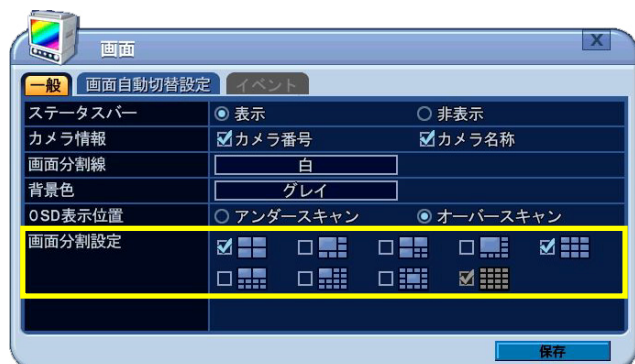 画面
X
一般 画面自動切替設定 イベント
ステータスバー 表示 非表示
カメラ情報 カメラ番号 カメラ名称
画面分割線 白
背景色 グレイ
OSD表示位置 アンダースキャン オーバースキャン
画面分割設定
保存